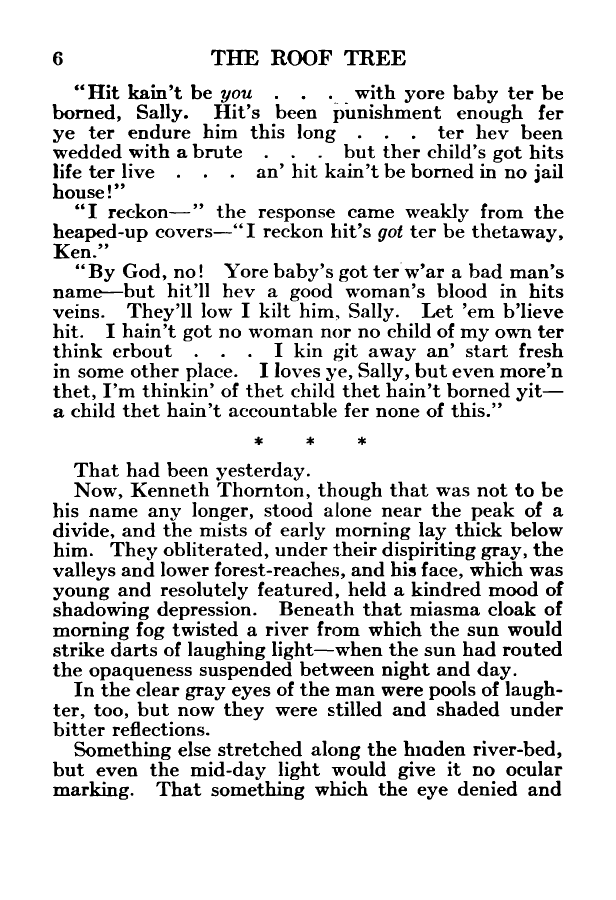 6 THE ROOF TREE
"Hit kain't be you . . . with yore baby ter be
borned, Sally. Hit's been punishment enough fer
ye ter endure him this long . . . ter hev been
wedded with a brute . . . but ther child's got hits
life ter live . . . an' hit kain't be borned in no jail
house!"
"I reckon—" the response came weakly from the
heaped-up covers—"I reckon hit's got ter be thetaway,
Ken."
"By God, no! Yore baby's got ter w'ar a bad man's
name—but hit'll hev a good woman's blood in hits
veins. They'll low I kilt him, Sally. Let 'em b'lieve
hit. I hain't got no woman nor no child of my own ter
think erbout . . . I kin git away an' start fresh
in some other place. I loves ye, Sally, but even more'n
thet, I'm thinkin' of thet child thet hain't borned yit—
a child thet hain't accountable fer none of this."
* * *
That had been yesterday.
Now, Kenneth Thornton, though that was not to be
his name any longer, stood alone near the peak of a
divide, and the mists of early morning lay thick below
him. They obliterated, under their dispiriting gray, the
valleys and lower forest-reaches, and his face, which was
young and resolutely featured, held a kindred mood of
shadowing depression. Beneath that miasma cloak of
morning fog twisted a river from which the sun would
strike darts of laughing light—when the sun had routed
the opaqueness suspended between night and day.
In the clear gray eyes of the man were pools of laugh-
ter, too, but now they were stilled and shaded under
bitter reflections.
Something else stretched along the hidden river-bed,
but even the mid-day light would give it no ocular
marking. That something which the eye denied and